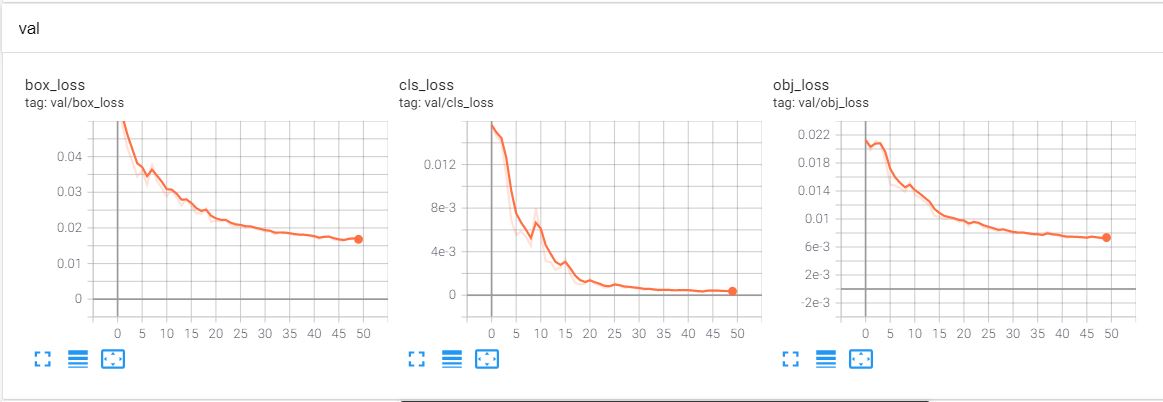 val
box_loss
tag: val/box_loss
0.04
0.03
0.02
0.01
0
0 5 10 15 20 25 30 35 40 45 50
cls_loss
tag: val/cls_loss
0.012
8e-3
4e-3
0
0 5 10 15 20 25 30 35 40 45 50
obj_loss
tag: val/obj_loss
0.022
0.018
0.014
0.01
6e-3
2e-3
-2e-3
0 5 10 15 20 25 30 35 40 45 50